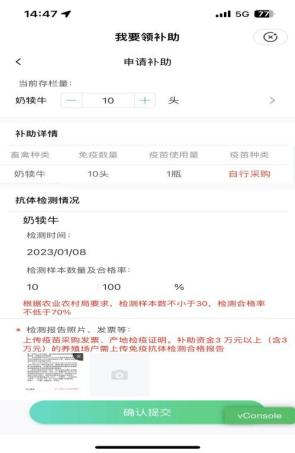 14:47
5G 77
我要领补助
申请补助
当前存栏量:
奶犊牛 — 10 + 头
补助详情
畜禽种类 免疫数量 疫苗使用量 疫苗种类
奶犊牛 10头 1瓶 自行采购
抗体检测情况
奶犊牛
检测时间:
2023/01/08
检测样本数量及合格率:
10 100 %
根据农业农村局要求、检测样本数不小于30、检测合格率
不低于70%
* 检测报告照片、发票等:
上传疫苗采购发票、产地检疫证明。补助资金3 万元以上（含3
万元）的养殖场户需上传免疫抗体检测合格报告
确认提交
vConsole